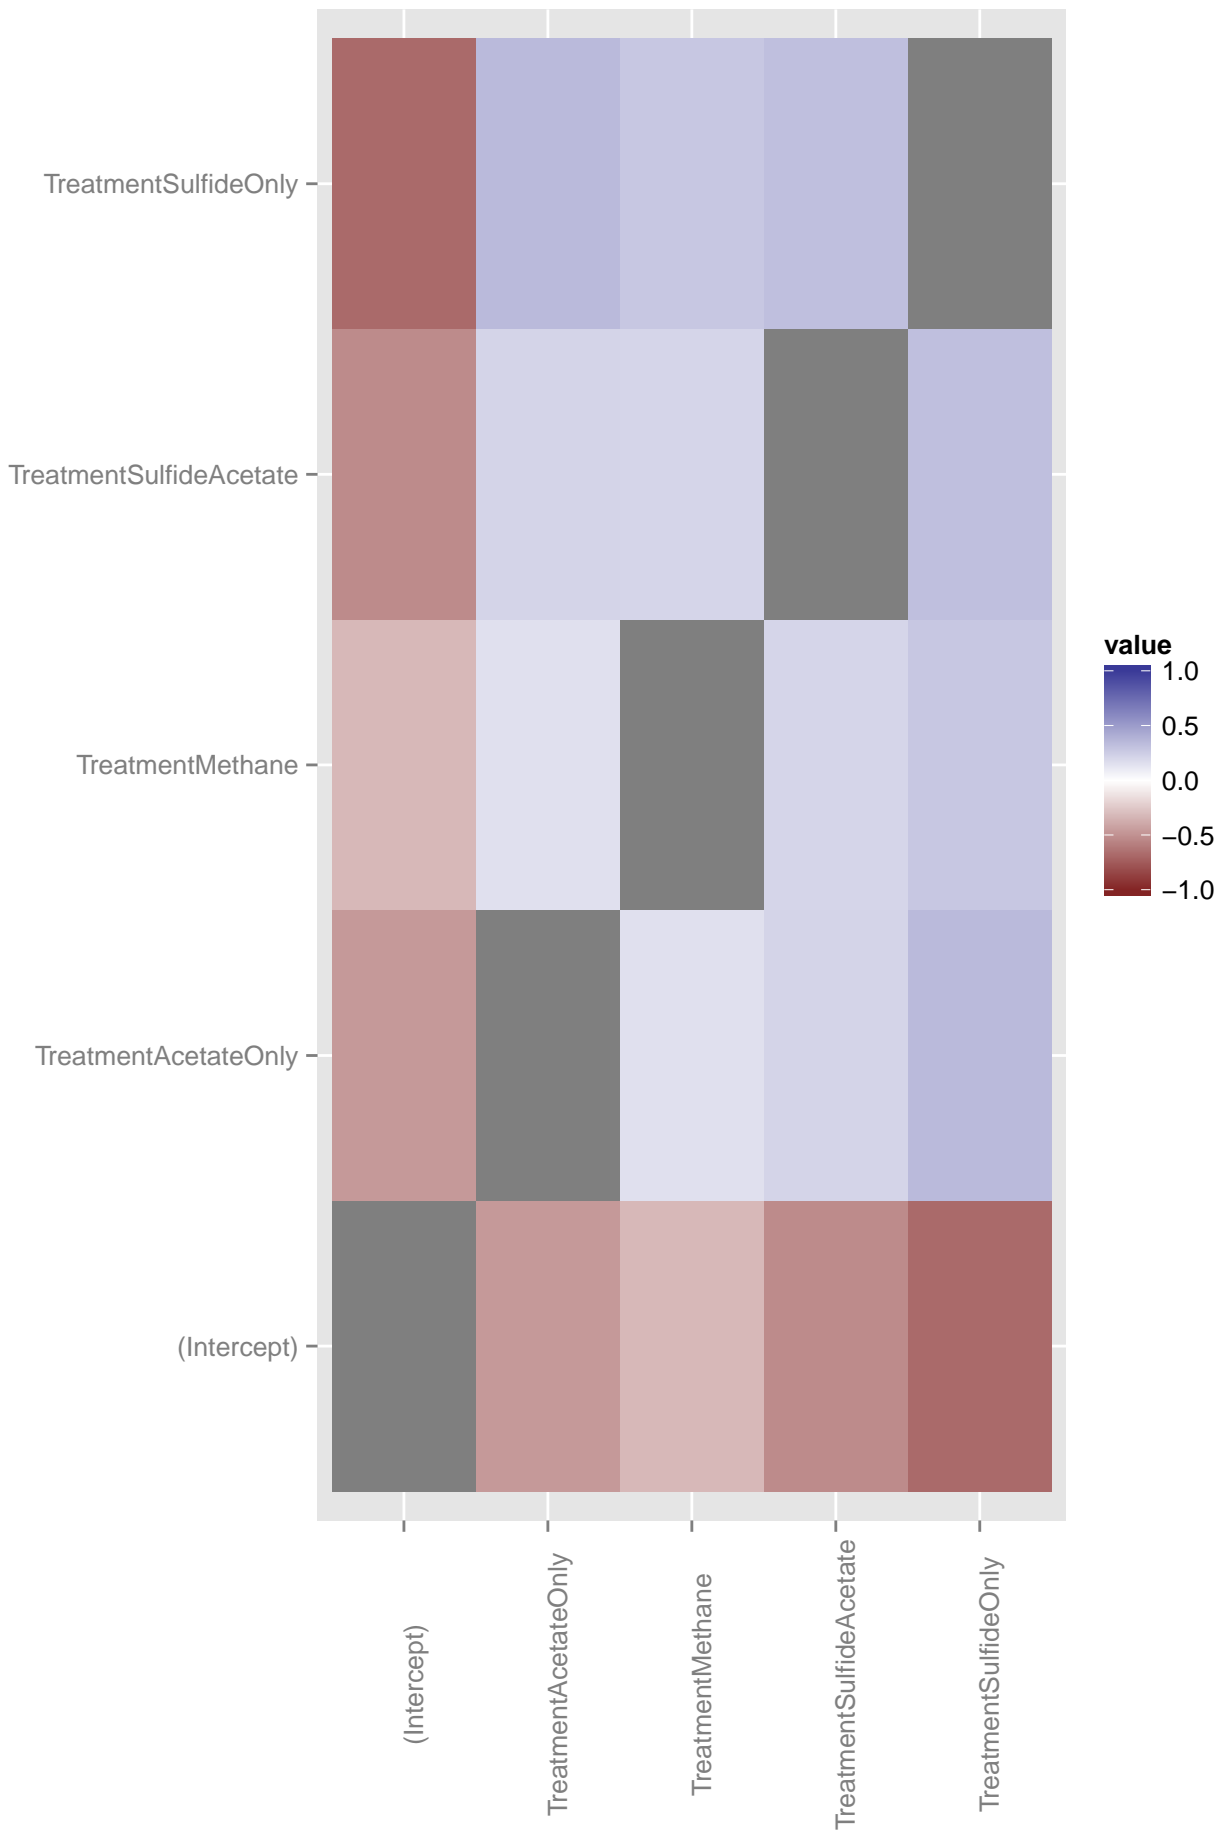 TreatmentSulfideOnly
TreatmentSulfideAcetate
TreatmentMethane
TreatmentAcetateOnly
(Intercept)
(Intercept)
TreatmentAcetateOnly
TreatmentMethane
TreatmentSulfideAcetate
TreatmentSulfideOnly
value
1.0
0.5
0.0
−0.5
−1.0